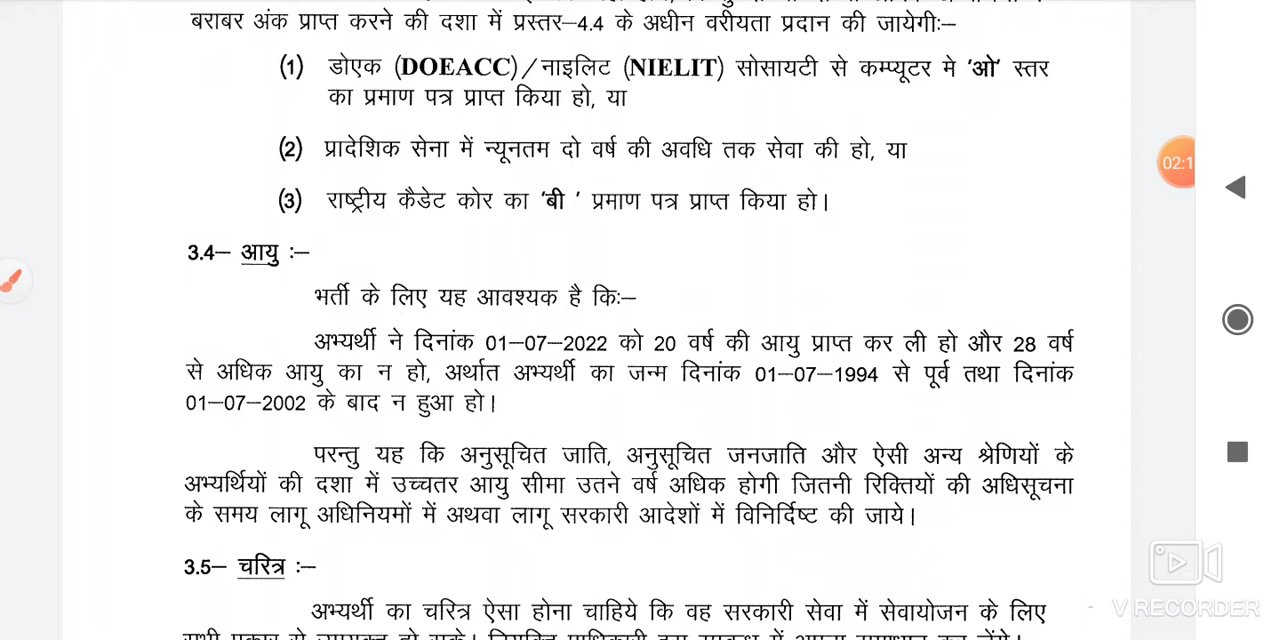 बराबर अंक प्राप्त करने की दशा में प्रस्तर–4.4 के अधीन वरीयता प्रदान की जायेगीः–
(1) डोएक (DOEACC)/नाइलिट (NIELIT) सोसायटी से कम्प्यूटर मे 'ओ' स्तर
का प्रमाण पत्र प्राप्त किया हो, या
(2) प्रादेशिक सेना में न्यूनतम दो वर्ष की अवधि तक सेवा की हो, या
(3) राष्ट्रीय कैडेट कोर का 'बी ' प्रमाण पत्र प्राप्त किया हो।
02:1
3.4– आयु :–
भर्ती के लिए यह आवश्यक है किः–
अभ्यर्थी ने दिनांक 01–07–2022 को 20 वर्ष की आयु प्राप्त कर ली हो और 28 वर्ष
से अधिक आयु का न हो, अर्थात अभ्यर्थी का जन्म दिनांक 01–07–1994 से पूर्व तथा दिनांक
01–07–2002 के बाद न हुआ हो।
परन्तु यह कि अनुसूचित जाति, अनुसूचित जनजाति और ऐसी अन्य श्रेणियों के
अभ्यर्थियों की दशा में उच्चतर आयु सीमा उतने वर्ष अधिक होगी जितनी रिक्तियों की अधिसूचना
के समय लागू अधिनियमों में अथवा लागू सरकारी आदेशों में विनिर्दिष्ट की जाये।
3.5– चरित्र :–
अभ्यर्थी का चरित्र ऐसा होना चाहिये कि वह सरकारी सेवा में सेवायोजन के लिए
V RECORDER